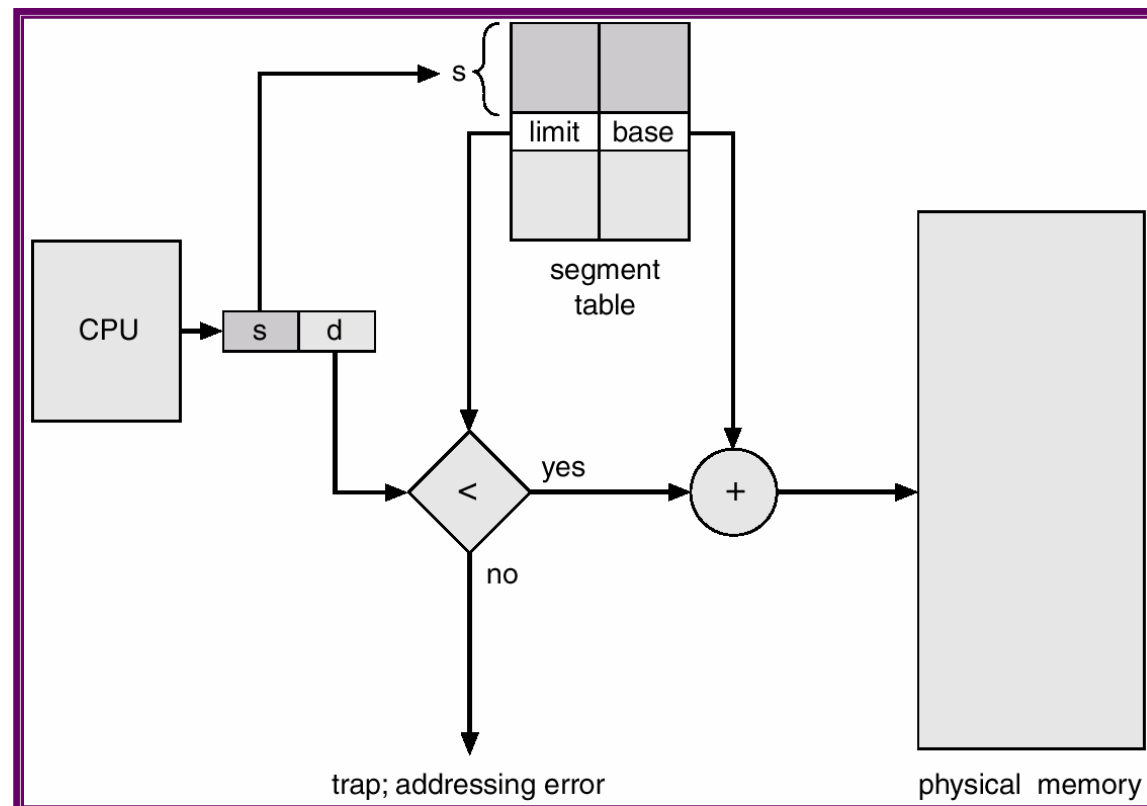 s
limit base
segment
table
CPU
s d
<
yes
+
no
trap; addressing error
physical memory